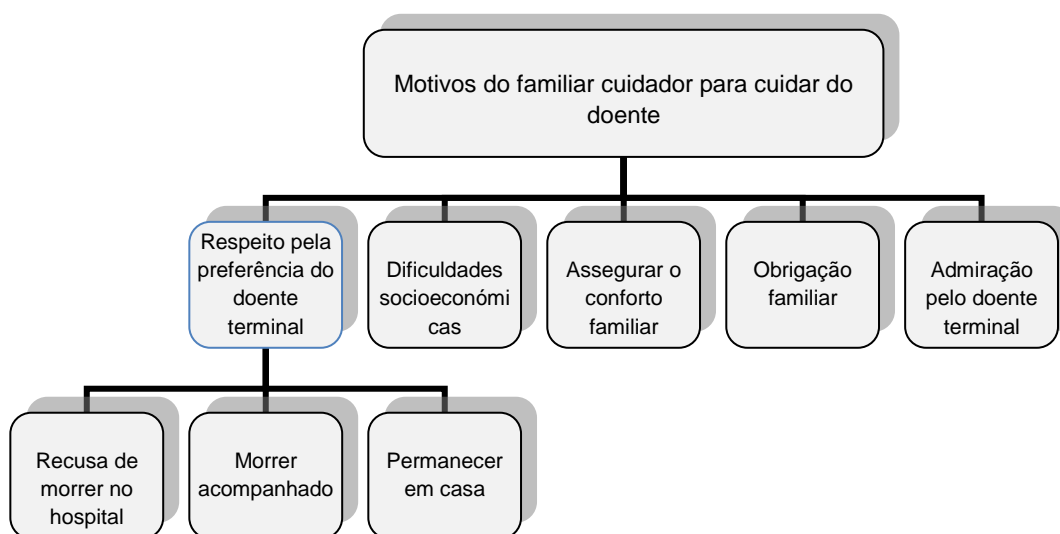 Motivos do familiar cuidador para cuidar do
doente
Respeito pela
preferência do
doente
terminal
Dificuldades
socioeconómi
cas
Assegurar o
conforto
familiar
Obrigação
familiar
Admiração
pelo doente
terminal
Recusa de
morrer no
hospital
Morrer
acompanhado
Permanecer
em casa